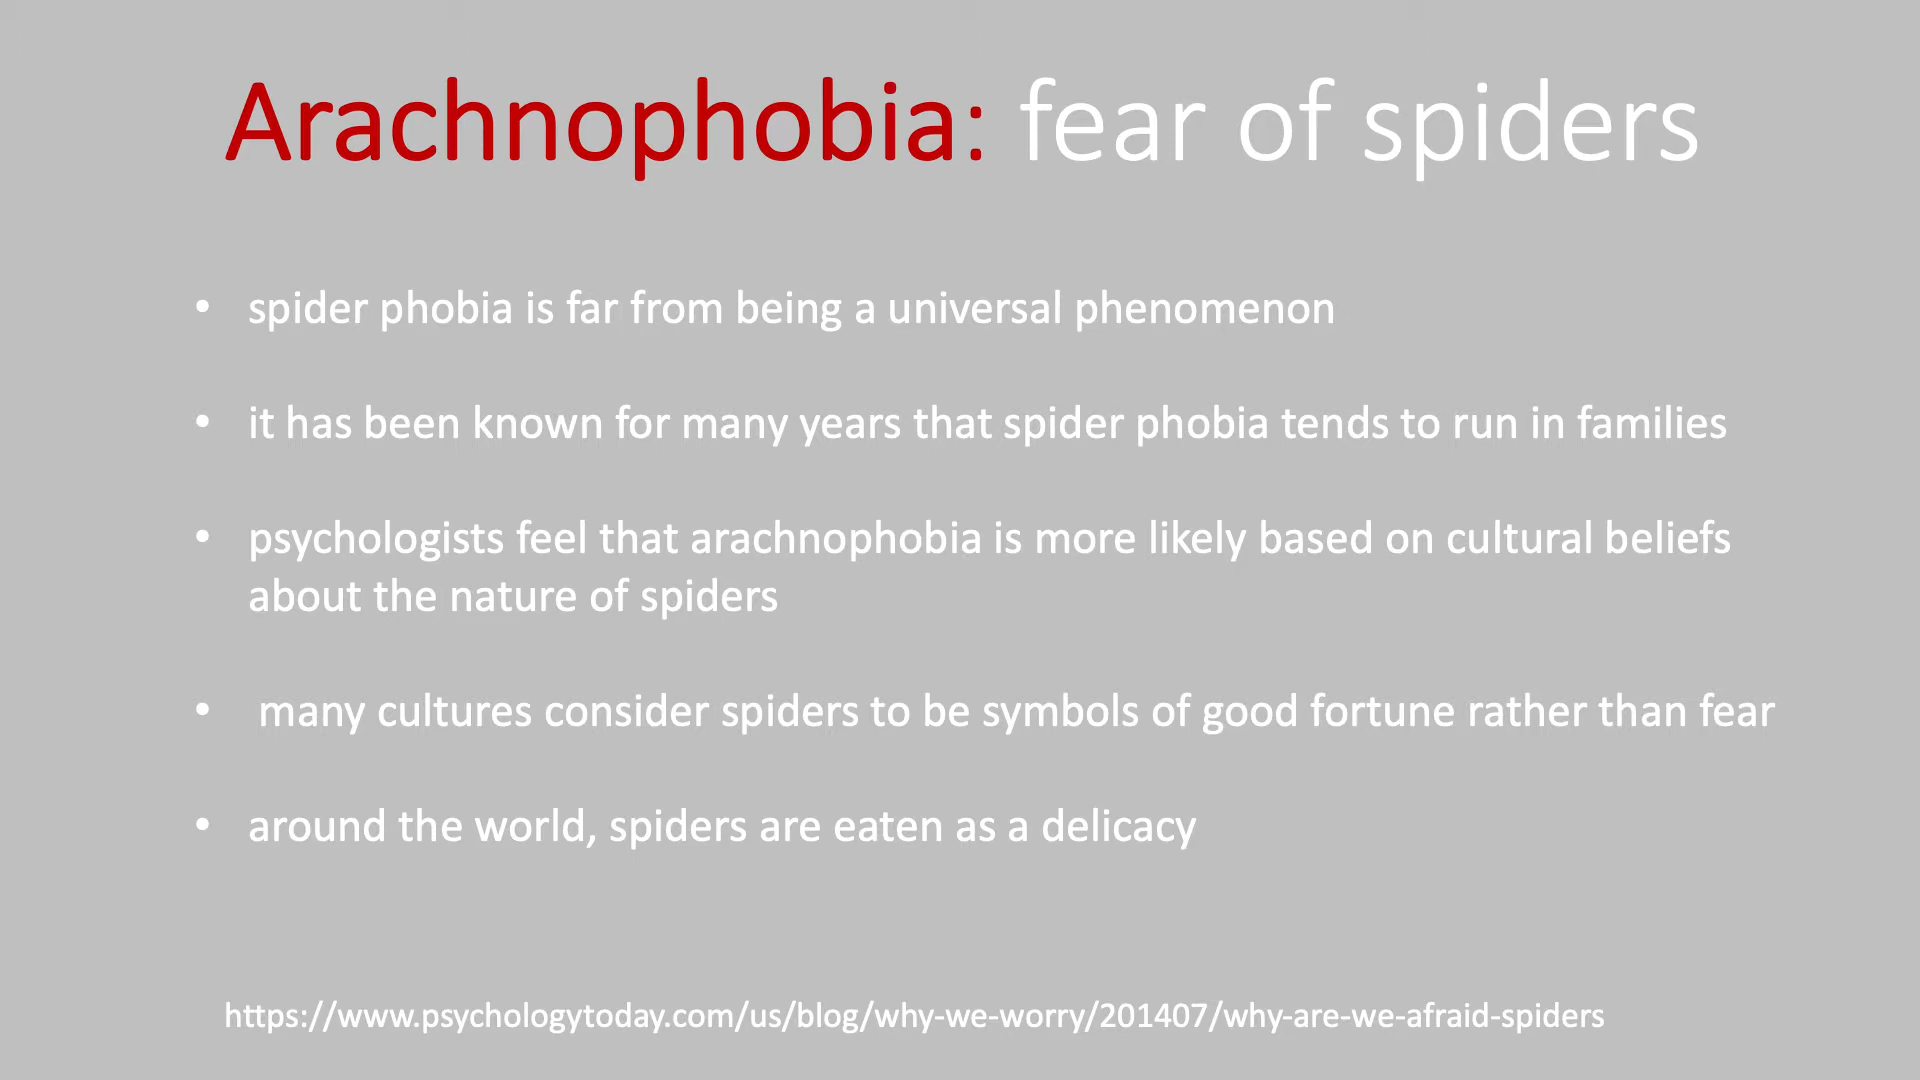 Arachnophobia: fear of spiders
• spider phobia is far from being a universal phenomenon
• it has been known for many years that spider phobia tends to run in families
• psychologists feel that arachnophobia is more likely based on cultural beliefs
about the nature of spiders
• many cultures consider spiders to be symbols of good fortune rather than fear
• around the world, spiders are eaten as a delicacy
https://www.psychologytoday.com/us/blog/why-we-worry/201407/why-are-we-afraid-spiders